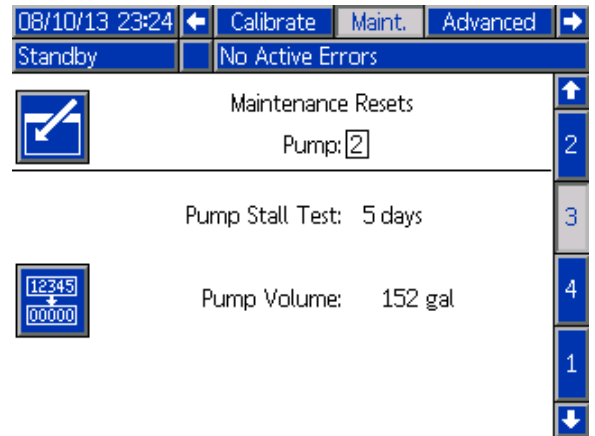 08/10/13 23:24 Calibrate Maint. Advanced
Standby No Active Errors
Maintenance Resets
Pump: 2
2
Pump Stall Test: 5 days
3
12345
00000
Pump Volume: 152 gal
4
1